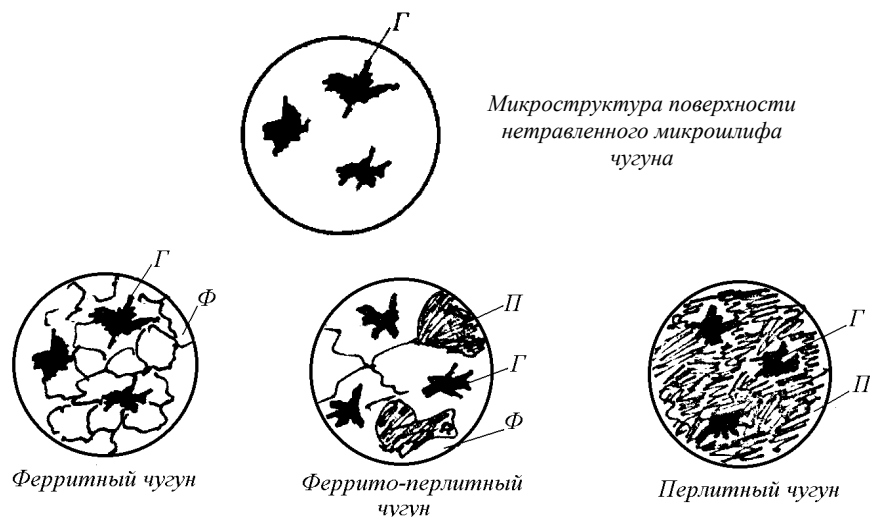 Г
Микроструктура поверхности
нетравленного микрошлифа
чугуна
Г
Ф
П
Г
Ф
Г
П
Ферритный чугун
Феррито-перлитный
чугун
Перлитный чугун